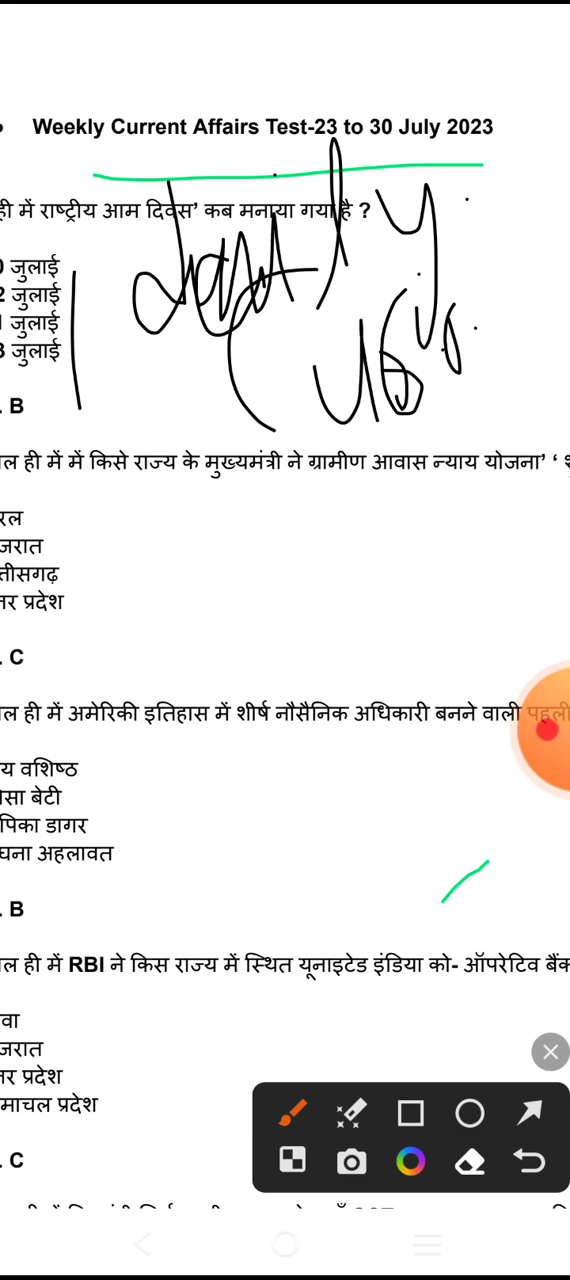 Weekly Current Affairs Test-23 to 30 July 2023
ही में राष्ट्रीय आम दिवस’ कब मनाया गया है ?
जुलाई
2 जुलाई
जुलाई
3 जुलाई
. B
ल ही में में किसे राज्य के मुख्यमंत्री ने ग्रामीण आवास न्याय योजना’ ‘
रल
जरात
तीसगढ़
तर प्रदेश
. C
ल ही में अमेरिकी इतिहास में शीर्ष नौसैनिक अधिकारी बनने वाली पहली
य वशिष्ठ
सा बेटी
पिका डागर
घना अहलावत
. B
ल ही में RBI ने किस राज्य में स्थित यूनाइटेड इंडिया को- ऑपरेटिव बैंक
वा
जरात
तर प्रदेश
माचल प्रदेश
. C